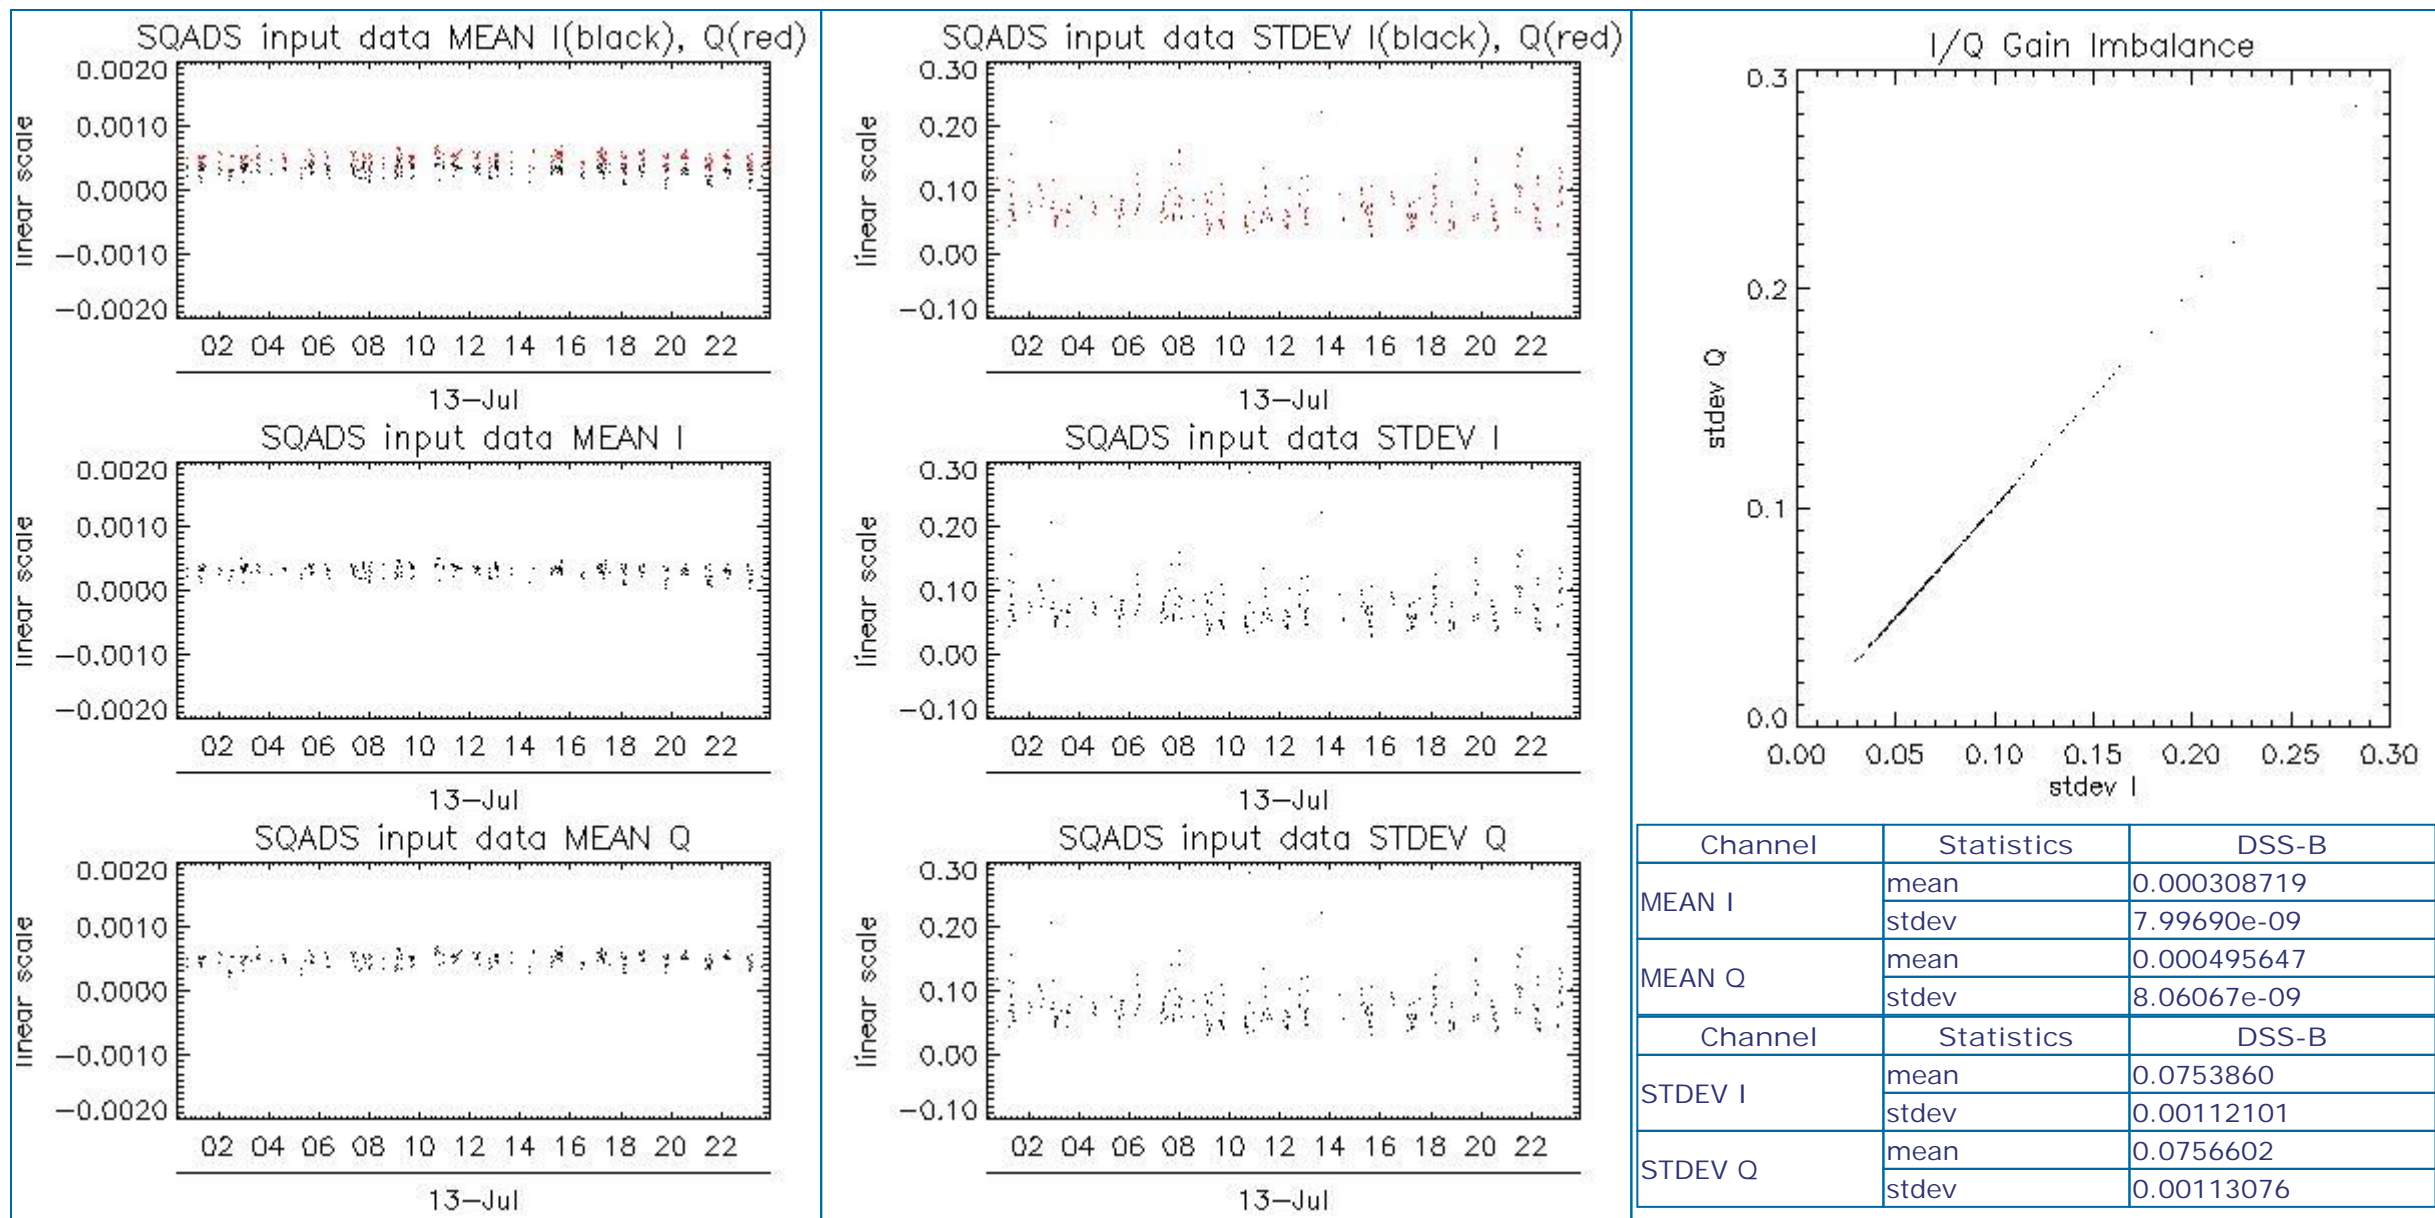 SQADS input data MEAN I(black), Q(red)
linear scale
0.0020
0.0010
0.0000
−0.0010
−0.0020
02 04 06 08 10 12 14 16 18 20 22
13−Jul
SQADS input data MEAN I
linear scale
0.0020
0.0010
0.0000
−0.0010
−0.0020
02 04 06 08 10 12 14 16 18 20 22
13−Jul
SQADS input data MEAN Q
linear scale
0.0020
0.0010
0.0000
−0.0010
−0.0020
02 04 06 08 10 12 14 16 18 20 22
13−Jul
SQADS input data STDEV I(black), Q(red)
linear scale
0.30
0.20
0.10
0.00
−0.10
02 04 06 08 10 12 14 16 18 20 22
13−Jul
SQADS input data STDEV I
linear scale
0.30
0.20
0.10
0.00
−0.10
02 04 06 08 10 12 14 16 18 20 22
13−Jul
SQADS input data STDEV Q
linear scale
0.30
0.20
0.10
0.00
−0.10
02 04 06 08 10 12 14 16 18 20 22
13−Jul
I/Q Gain Imbalance
stdev Q
0.3
0.2
0.1
0.0
0.00 0.05 0.10 0.15 0.20 0.25 0.30
stdev I
Channel Statistics DSS-B
MEAN I
mean 0.000308719
stdev 7.99690e-09
MEAN Q
mean 0.000495647
stdev 8.06067e-09
Channel Statistics DSS-B
STDEV I
mean 0.0753860
stdev 0.00112101
STDEV Q
mean 0.0756602
stdev 0.00113076